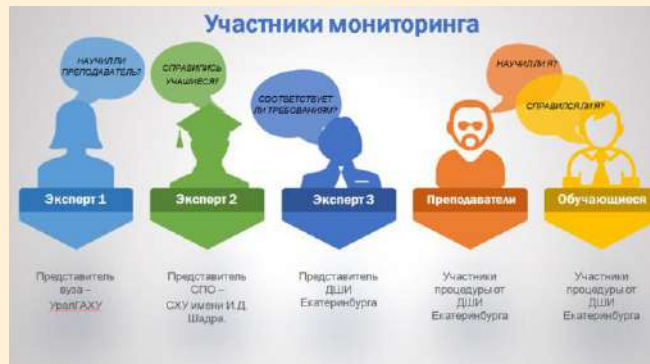 Участники мониторинга
НАУЧИЛ ЛИ
ПРЕПОДАВАТЕЛЬ?
СПРАВИЛИСЬ
УЧАЩИЕСЯ?
СООТВЕТСТВУЕТ
ЛИ ТРЕБОВАНИЯМ?
НАУЧИЛ ЛИ Я?
СПРАВИЛСЯ ЛИ Я?
Эксперт 1
Эксперт 2
Эксперт 3
Преподаватели
Обучающиеся
Представитель
вуза –
УралГАХУ
Представитель
СПО –
СХУ имени И.Д.
Шадра.
Представитель
ДШИ
Екатеринбурга
Участники
процедуры от
ДШИ
Екатеринбурга
Участники
процедуры от
ДШИ
Екатеринбурга